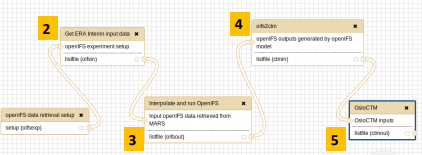 2
Get ERA Interim input data ✖
openIFS experiment setup
listfile (oifsin)
4
oifs2ctm ✖
openIFS outputs generated by openIFS
model
listfile (ctmin)
openIFS data retrieval setup ✖
setup (oifsexp)
3
Interpolate and run OpenIFS ✖
Input openIFS data retrieved from
MARS
listfile (oifsout)
5
OsloCTM ✖
OsloCTM inputs
listfile (ctmout)